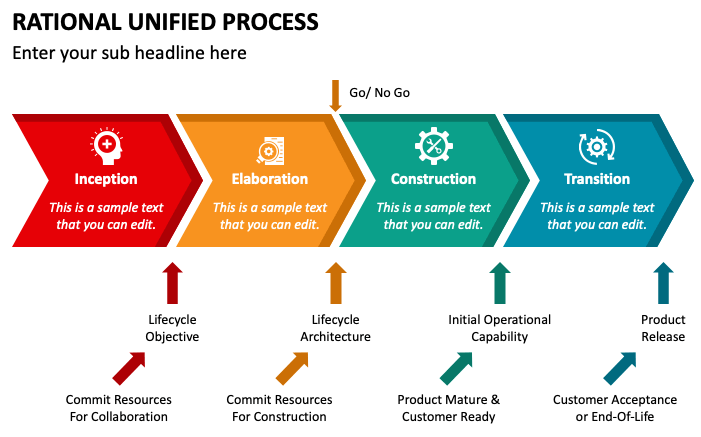 RATIONAL UNIFIED PROCESS
Enter your sub headline here
Go/ No Go
Inception
This is a sample text
that you can edit.
Elaboration
This is a sample text
that you can edit.
Construction
This is a sample text
that you can edit.
Transition
This is a sample text
that you can edit.
Lifecycle
Objective
Lifecycle
Architecture
Initial Operational
Capability
Product
Release
Commit Resources
For Collaboration
Commit Resources
For Construction
Product Mature &
Customer Ready
Customer Acceptance
or End-Of-Life